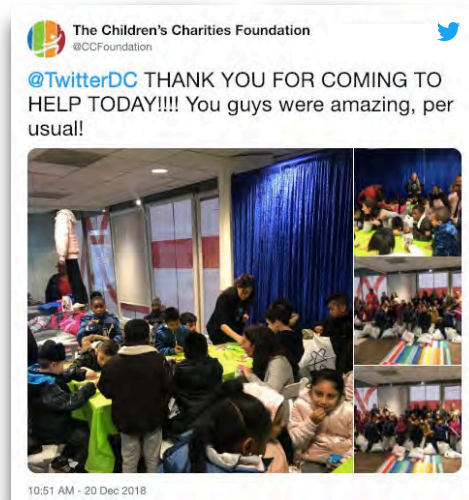 The Children's Charities Foundation
@CCFoundation
@TwitterDC THANK YOU FOR COMING TO
HELP TODAY!!!! You guys were amazing, per
usual!
10:51 AM - 20 Dec 2018